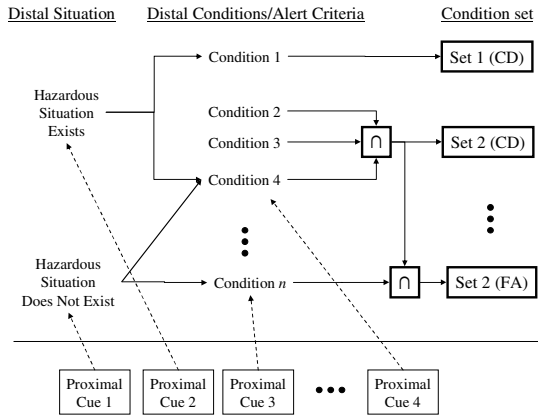 Distal Situation
Distal Conditions/Alert Criteria
Condition set
Condition 1
Set 1 (CD)
Hazardous
Situation
Exists
Condition 2
Condition 3
∩
Set 2 (CD)
Condition 4
Hazardous
Situation
Does Not Exist
Condition n
∩
Set 2 (FA)
Proximal
Cue 1
Proximal
Cue 2
Proximal
Cue 3
Proximal
Cue 4